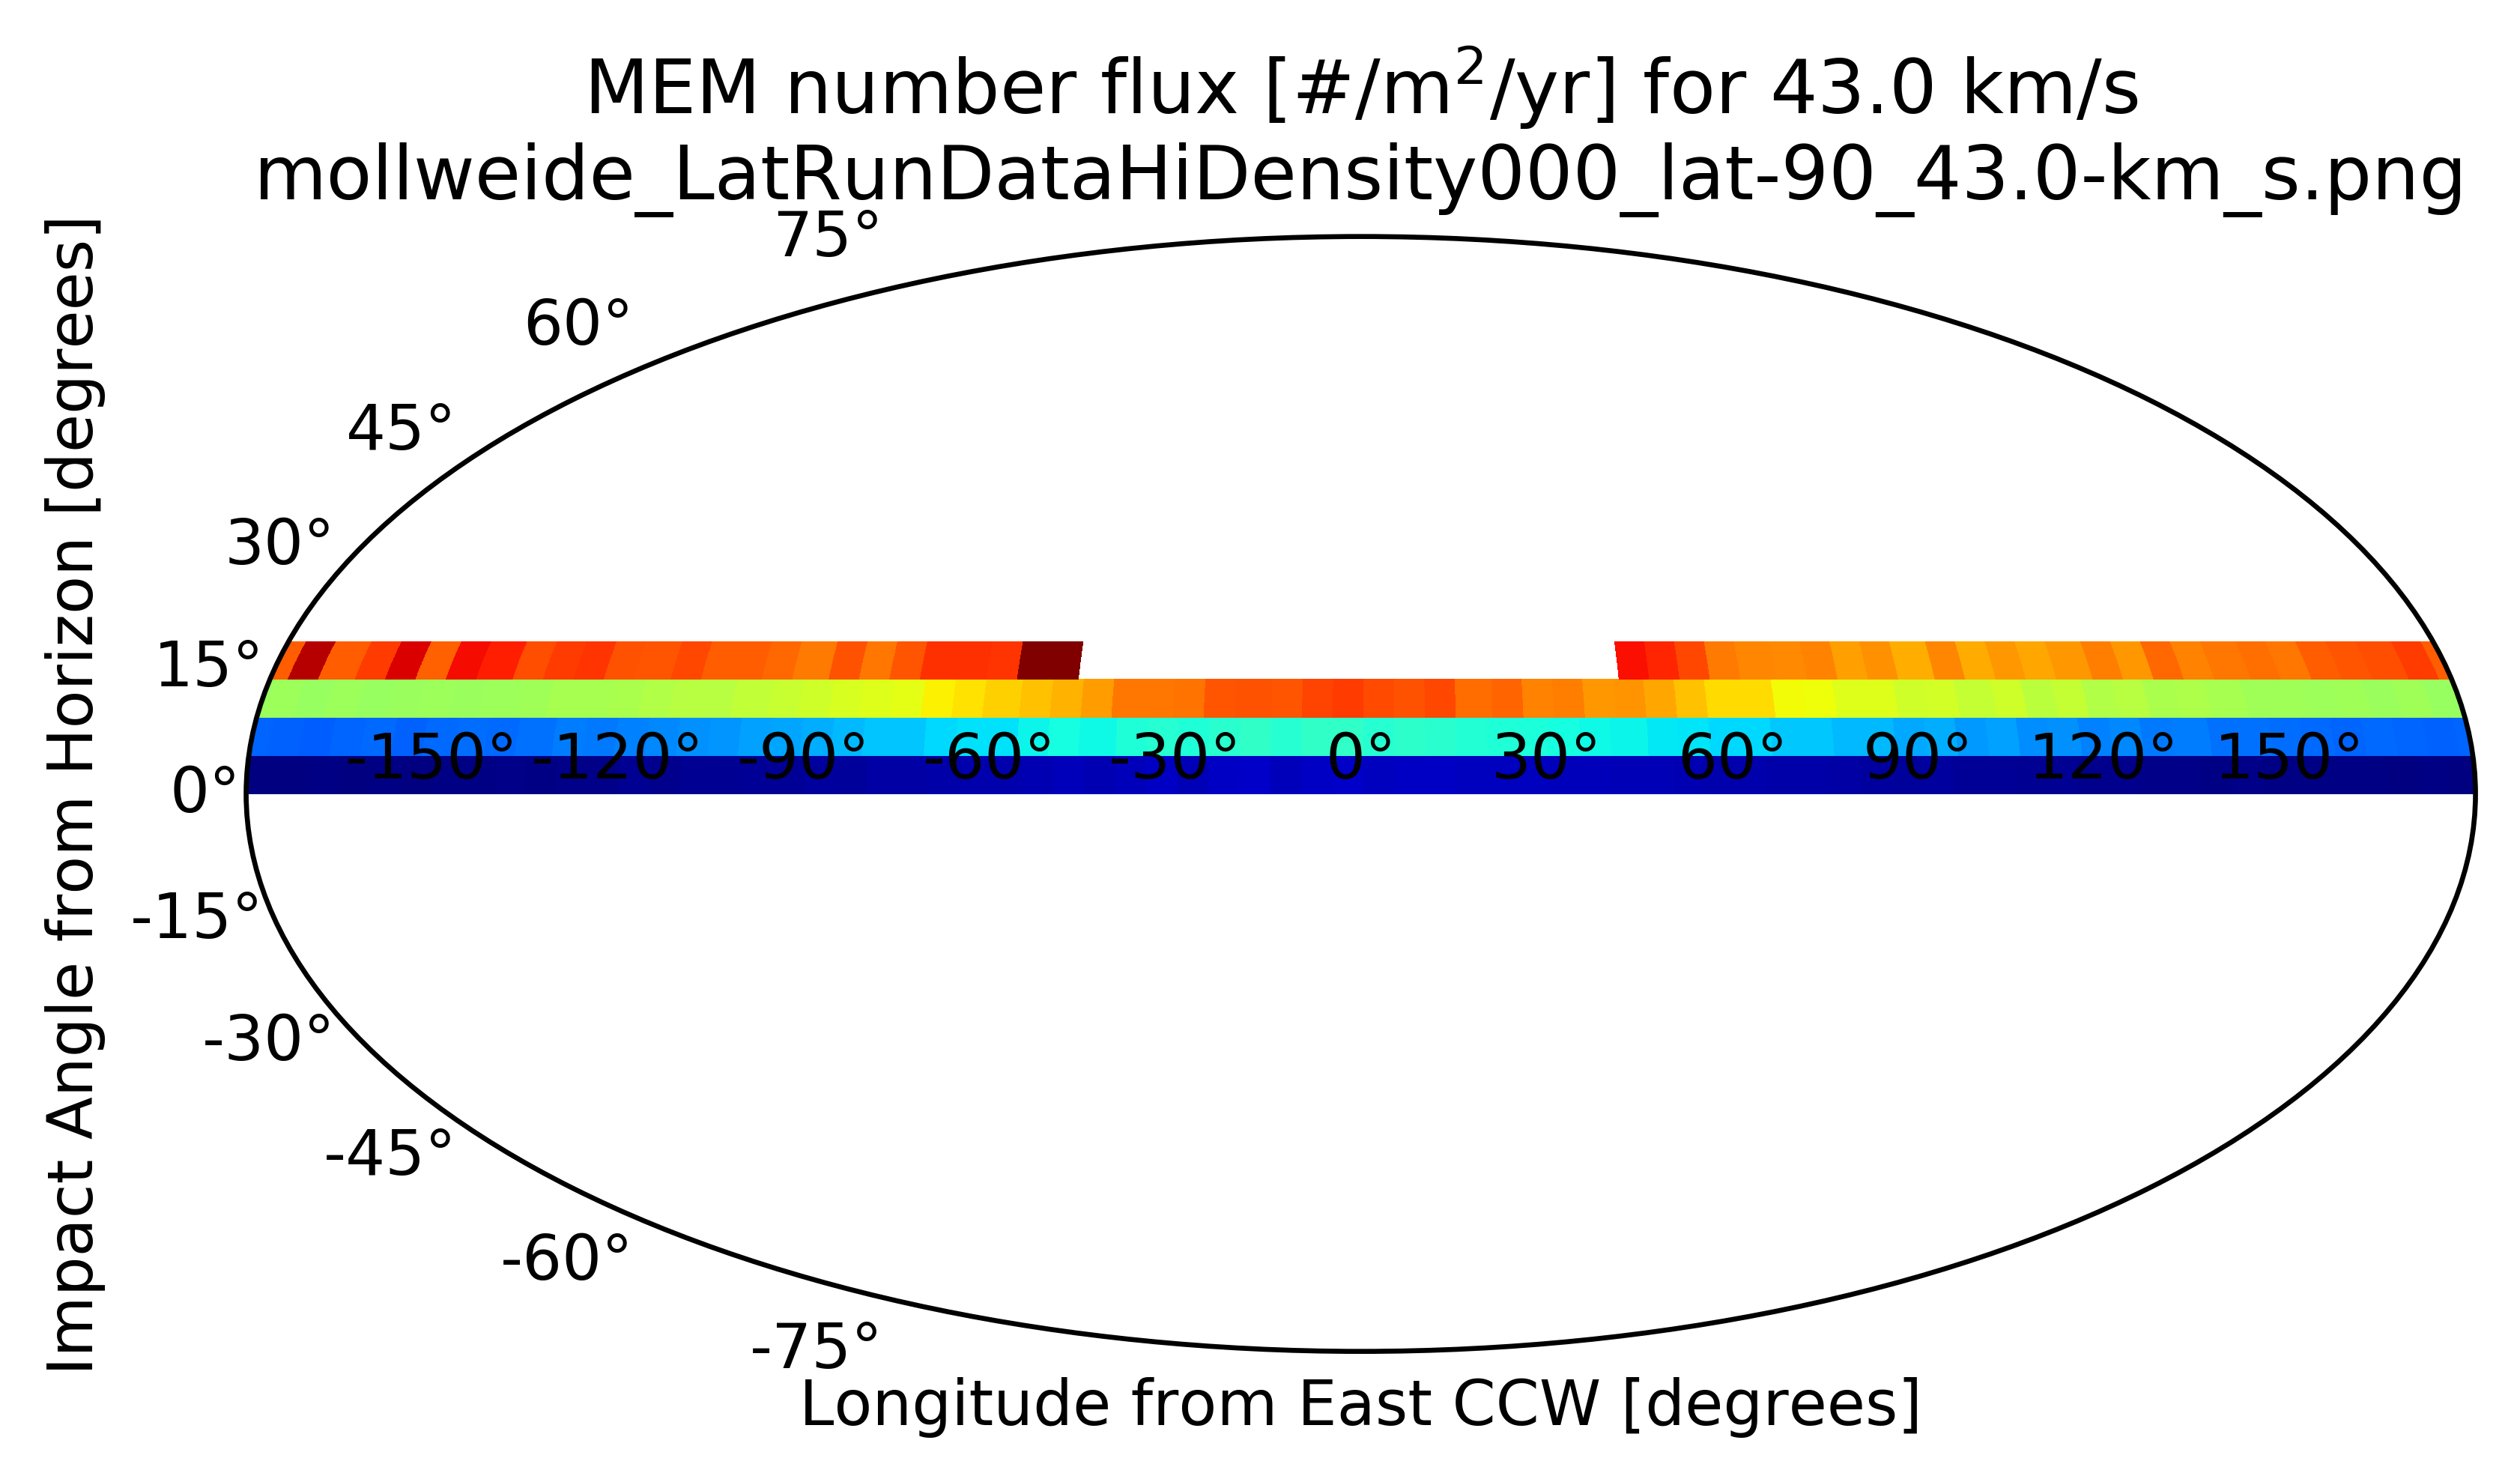 MEM number flux [#/m²/yr] for 43.0 km/s
mollweide_LatRunDataHiDensity000_lat-90_43.0-km_s.png
75°
60°
45°
30°
15°
0°
-15°
-30°
-45°
-60°
-75°
-150° -120° -90° -60° -30° 0° 30° 60° 90° 120° 150°
Impact Angle from Horizon [degrees]
Longitude from East CCW [degrees]